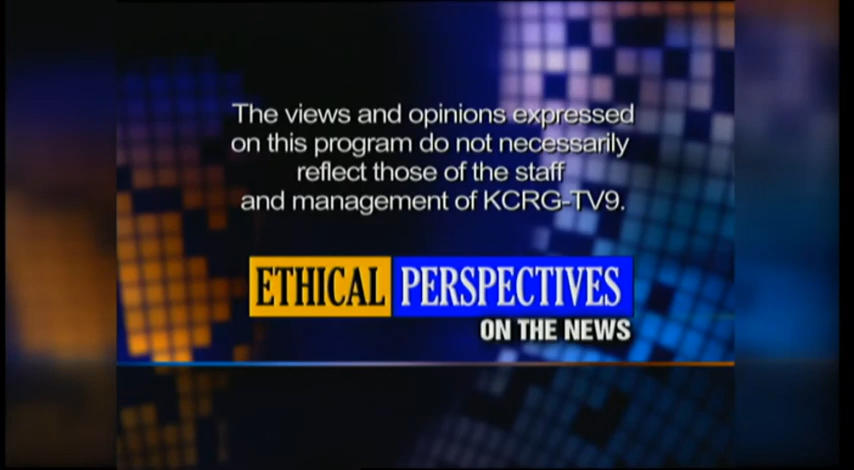 The views and opinions expressed
on this program do not necessarily
reflect those of the staff
and management of KCRG-TV9.
ETHICAL PERSPECTIVES
ON THE NEWS